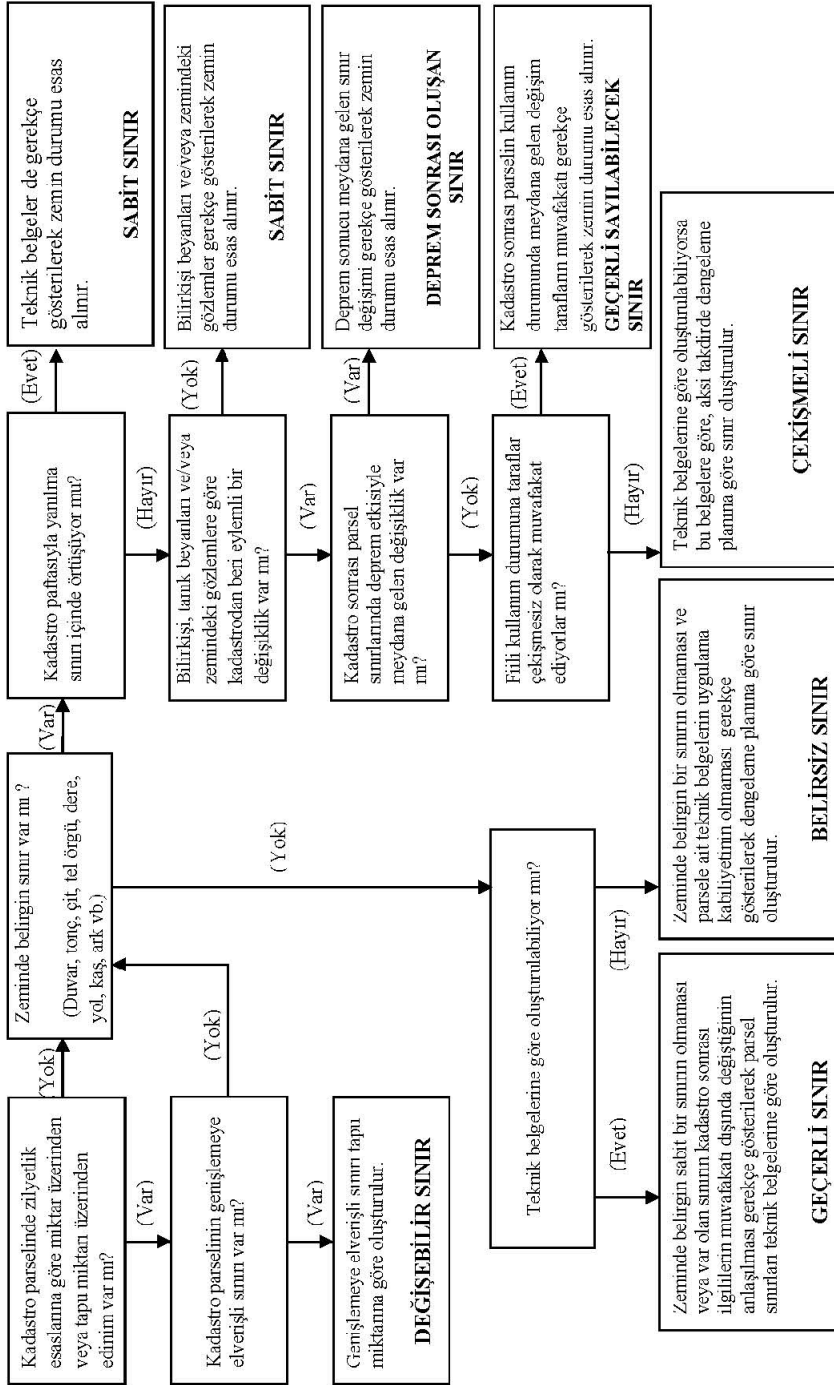 Kadastro parselinde zilyetlik
esaslarına göre miktar üzerinden
veya tapu miktarı üzerinden
edinim var mı?
(Yok)
(Var)
Kadastro parselinin genişlemeye
elverişli sınırı var mı?
(Yok)
(Var)
Genişlemeye elverişli sınırı tapu
miktarına göre oluşturulur.
DEĞİŞEBİLİR SINIR
Zeminde belirgin sınır var mı ?
(Duvar, tonç, çit, tel örgü, dere,
yol, kaş, ark vb.)
(Var)
(Yok)
Kadastro paftasıyla yanılma
sınırı içinde örtüşüyor mu?
(Evet)
(Hayır)
Teknik belgeler de gerekçe
gösterilerek zemin durumu esas
alınır.
SABİT SINIR
Bilirkişi, tanık beyanları ve/veya
zemindeki gözlemlere göre
kadastrodan beri eylemli bir
değişiklik var mı?
(Yok)
(Var)
Bilirkişi beyanları ve/veya zemindeki
gözlemler gerekçe gösterilerek zemin
durumu esas alınır.
SABİT SINIR
Kadastro sonrası parsel
sınırlarında deprem etkisiyle
meydana gelen değişiklik var
mı?
(Var)
(Yok)
Deprem sonucu meydana gelen sınır
değişimi gerekçe gösterilerek zemin
durumu esas alınır.
DEPREM SONRASI OLUŞAN
SINIR
Fiili kullanım durumuna taraflar
çekişmesiz olarak muvafakat
ediyorlar mı?
(Evet)
(Hayır)
Kadastro sonrası parselin kullanım
durumunda meydana gelen değişim
tarafların muvafakatı gerekçe
gösterilerek zemin durumu esas alınır.
GEÇERLİ SAYILABİLECEK
SINIR
Teknik belgelerine göre oluşturulabiliyor mu?
(Evet)
(Hayır)
Zeminde belirgin sabit bir sınırın olmaması
veya var olan sınırın kadastro sonrası
ilgililerin muvafakatı dışında değiştiğinin
anlaşılması gerekçe gösterilerek parsel
sınırları teknik belgelerine göre oluşturulur.
GEÇERLİ SINIR
Zeminde belirgin bir sınırın olmaması ve
parsele ait teknik belgelerin uygulama
kabiliyetinin olmaması gerekçe
gösterilerek dengeleme planına göre sınır
oluşturulur.
BELİRSİZ SINIR
Teknik belgelerine göre oluşturulabiliyorsa
bu belgelere göre, aksi takdirde dengeleme
planına göre sınır oluşturulur.
ÇEKİŞMELİ SINIR